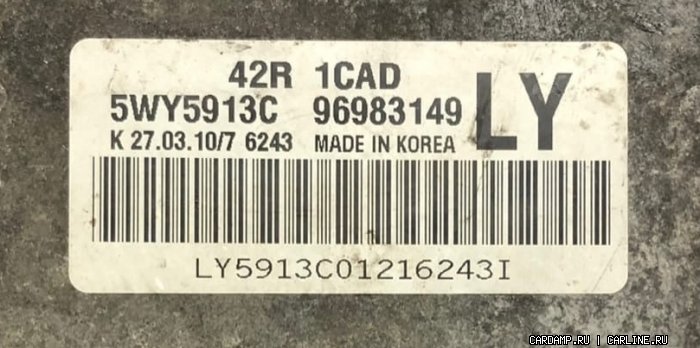 42R 1CAD
5WY5913C 96983149 LY
K 27.03.10/7 6243 MADE IN KOREA
LY5913C01216243I
CARDAMP.RU | CARLINE.RU